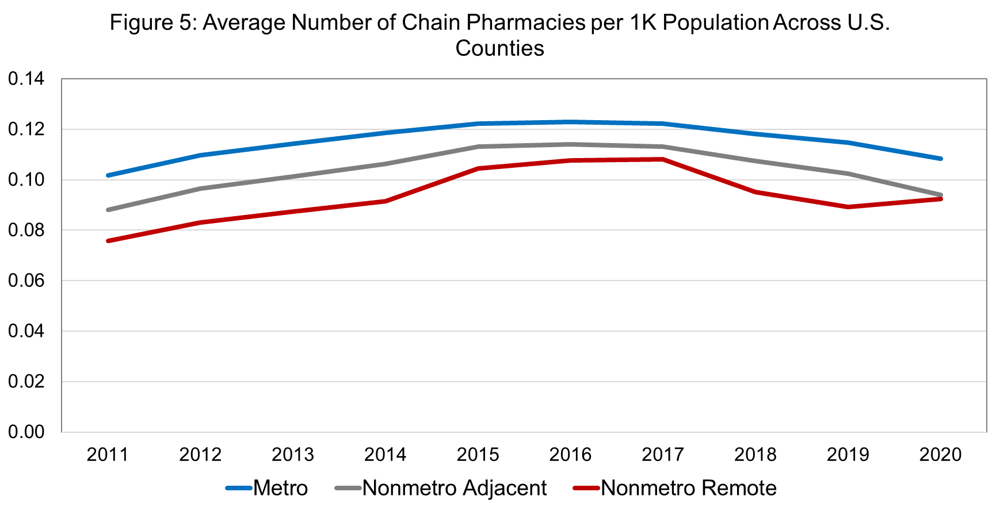 Figure 5: Average Number of Chain Pharmacies per 1K Population Across U.S.
Counties
0.14
0.12
0.10
0.08
0.06
0.04
0.02
0.00
2011 2012 2013 2014 2015 2016 2017 2018 2019 2020
Metro Nonmetro Adjacent Nonmetro Remote